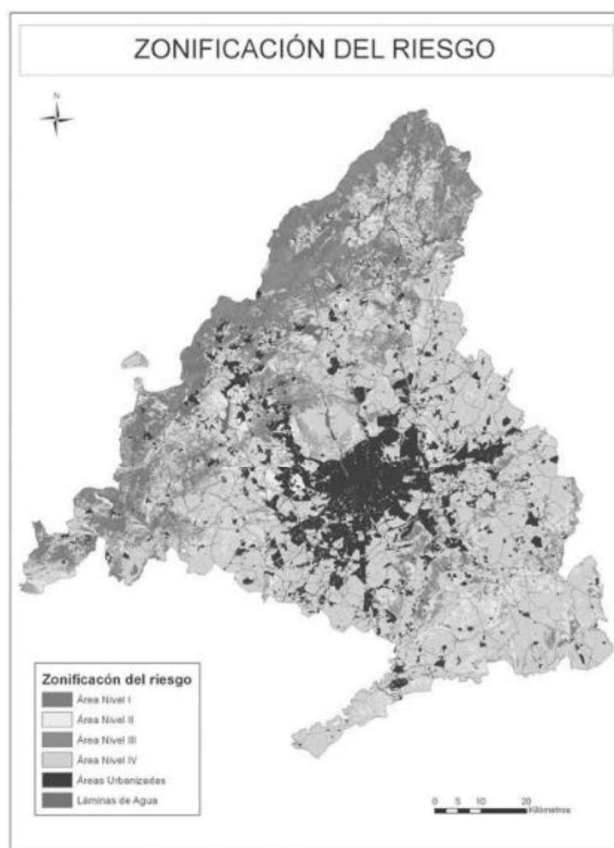 ZONIFICACIÓN DEL RIESGO
N
Zonificacón del riesgo
Área Nivel I
Área Nivel II
Área Nivel III
Área Nivel IV
Áreas Urbanizadas
Láminas de Agua
0 5 10 20
Kilómetros